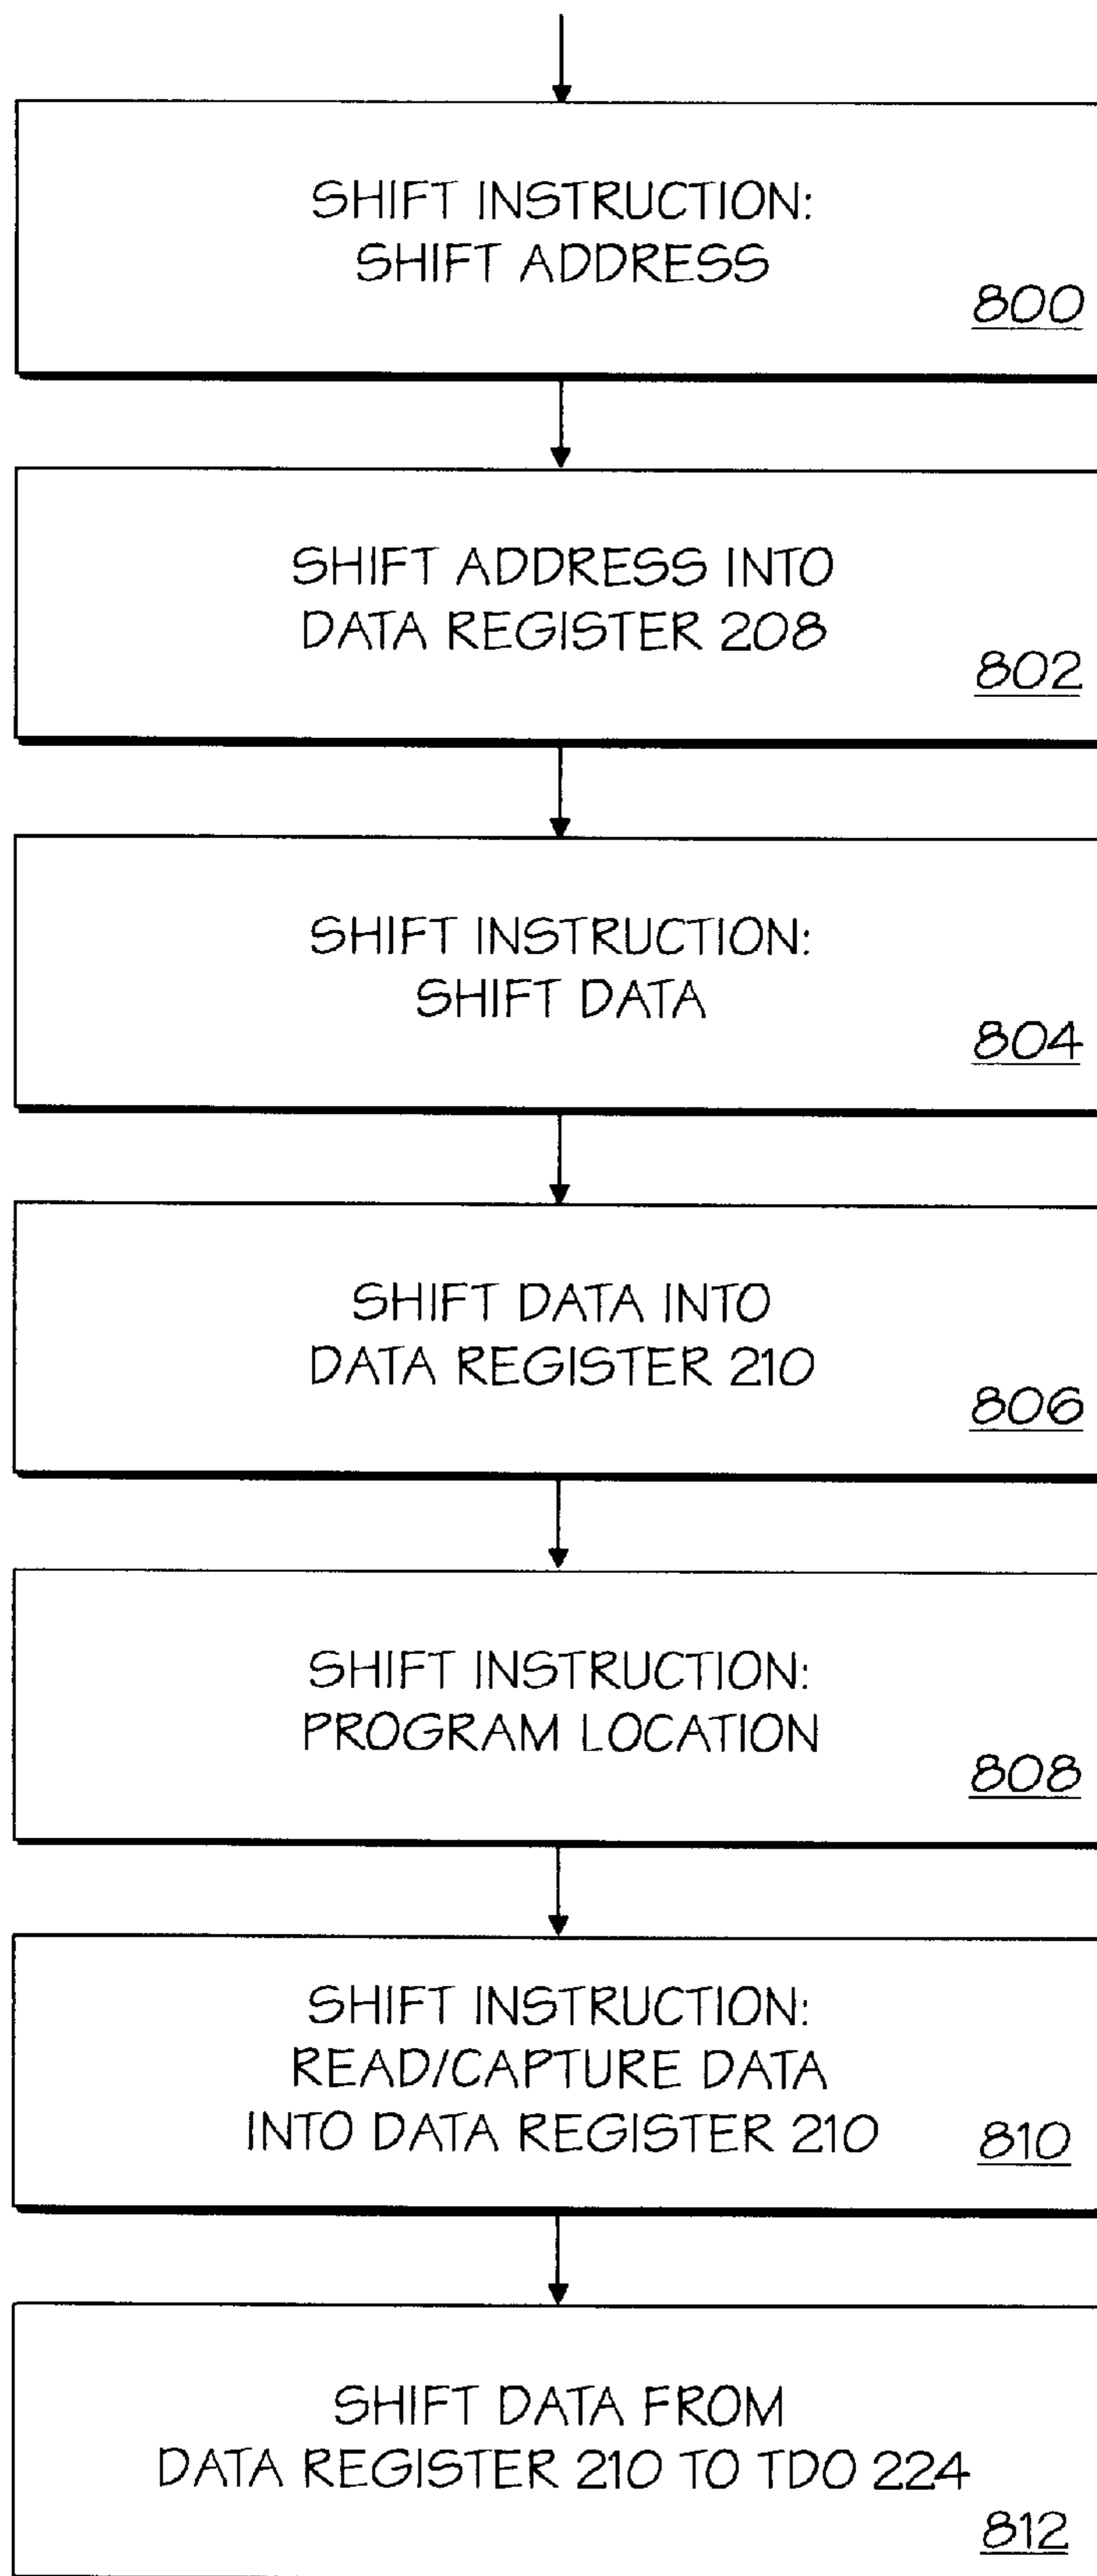 SHIFT INSTRUCTION:
SHIFT ADDRESS
800
SHIFT ADDRESS INTO
DATA REGISTER 208
802
SHIFT INSTRUCTION:
SHIFT DATA
804
SHIFT DATA INTO
DATA REGISTER 210
806
SHIFT INSTRUCTION:
PROGRAM LOCATION
808
SHIFT INSTRUCTION:
READ/CAPTURE DATA
INTO DATA REGISTER 210
810
SHIFT DATA FROM
DATA REGISTER 210 TO TDO 224
812